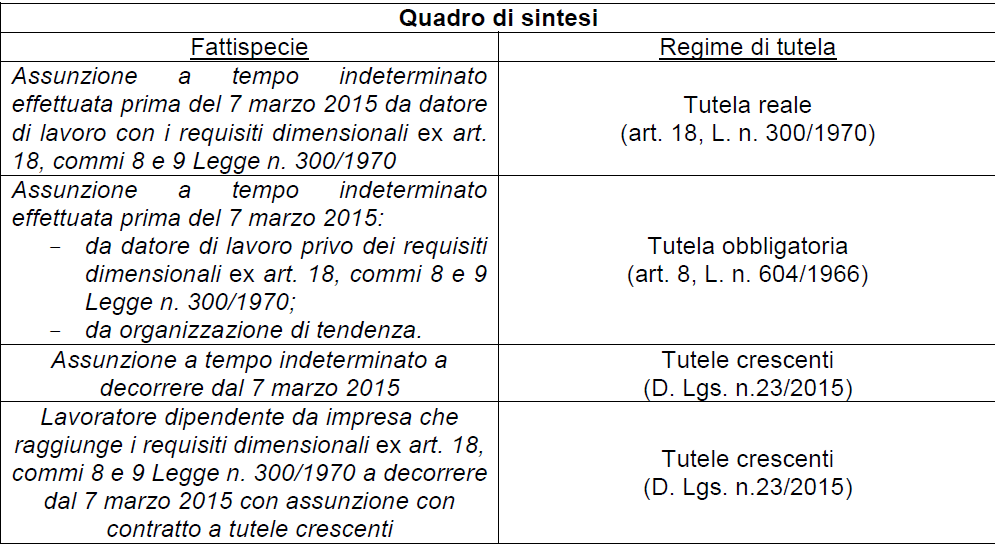 Quadro di sintesi
Fattispecie
Regime di tutela
Assunzione a tempo indeterminato
effettuata prima del 7 marzo 2015 da datore
di lavoro con i requisiti dimensionali ex art.
18, commi 8 e 9 Legge n. 300/1970
Tutela reale
(art. 18, L. n. 300/1970)
Assunzione a tempo indeterminato
effettuata prima del 7 marzo 2015:
- da datore di lavoro privo dei requisiti
dimensionali ex art. 18, commi 8 e 9
Legge n. 300/1970;
- da organizzazione di tendenza.
Tutela obbligatoria
(art. 8, L. n. 604/1966)
Assunzione a tempo indeterminato a
decorrere dal 7 marzo 2015
Tutele crescenti
(D. Lgs. n.23/2015)
Lavoratore dipendente da impresa che
raggiunge i requisiti dimensionali ex art. 18,
commi 8 e 9 Legge n. 300/1970 a decorrere
dal 7 marzo 2015 con assunzione con
contratto a tutele crescenti
Tutele crescenti
(D. Lgs. n.23/2015)